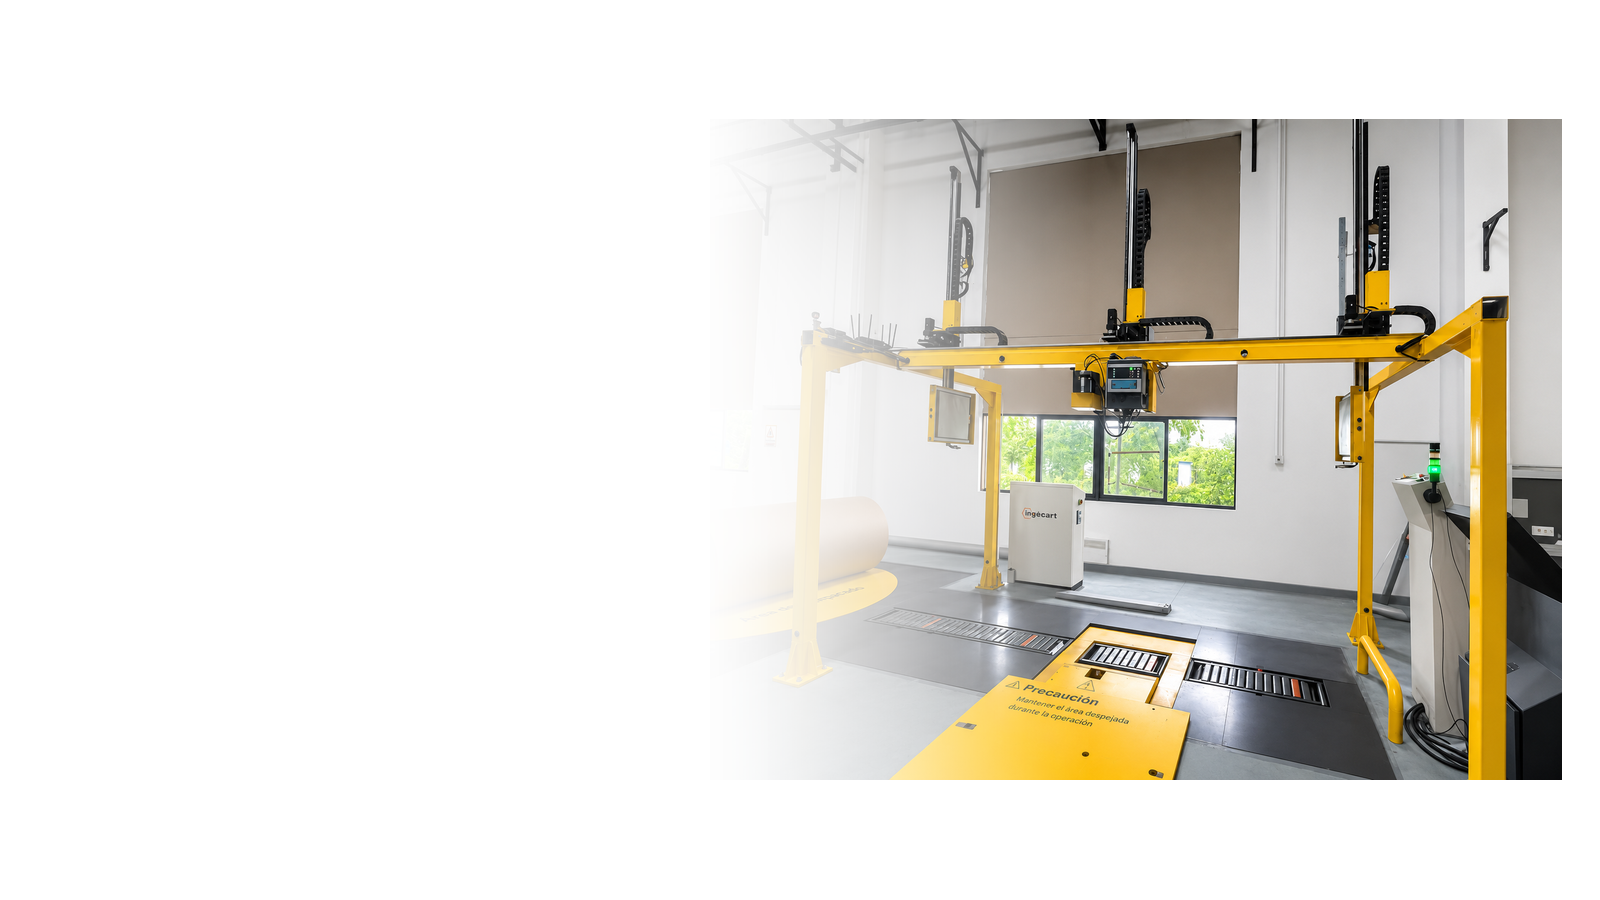 ingecart
Precaución
Mantener el área despejada
durante la operación